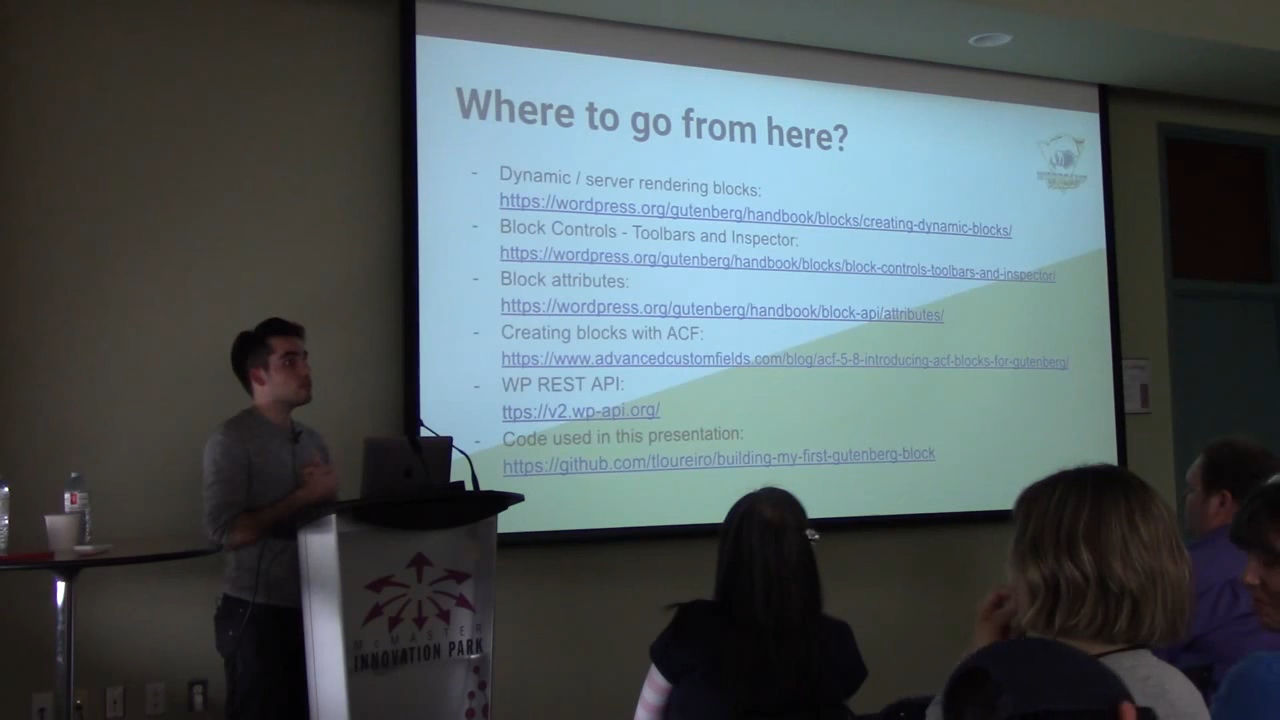 Where to go from here?
- Dynamic / server rendering blocks:
https://wordpress.org/gutenberg/handbook/blocks/creating-dynamic-blocks/
- Block Controls - Toolbars and Inspector:
https://wordpress.org/gutenberg/handbook/blocks/block-controls-toolbars-and-inspector/
- Block attributes:
https://wordpress.org/gutenberg/handbook/block-api/attributes/
- Creating blocks with ACF:
https://www.advancedcustomfields.com/blog/acf-5-8-introducing-acf-blocks-for-gutenberg/
- WP REST API:
ttps://v2.wp-api.org/
- Code used in this presentation:
https://github.com/tloureiro/building-my-first-gutenberg-block
McMASTER
INNOVATION PARK